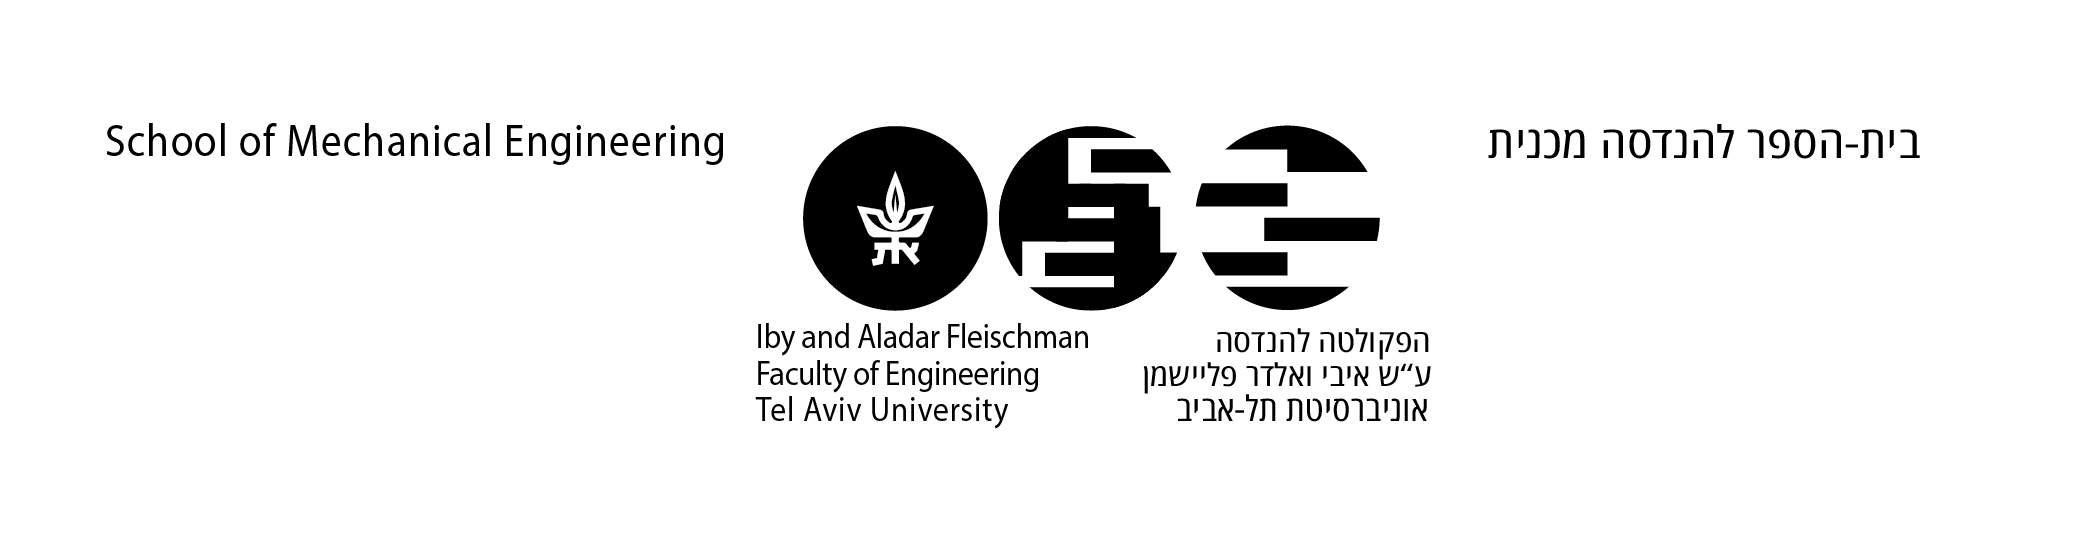 School of Mechanical Engineering
בית-הספר להנדסה מכנית
את
Iby and Aladar Fleischman
Faculty of Engineering
Tel Aviv University
הפקולטה להנדסה
ע“ש איבי ואלדר פליישמן
אוניברסיטת תל-אביב